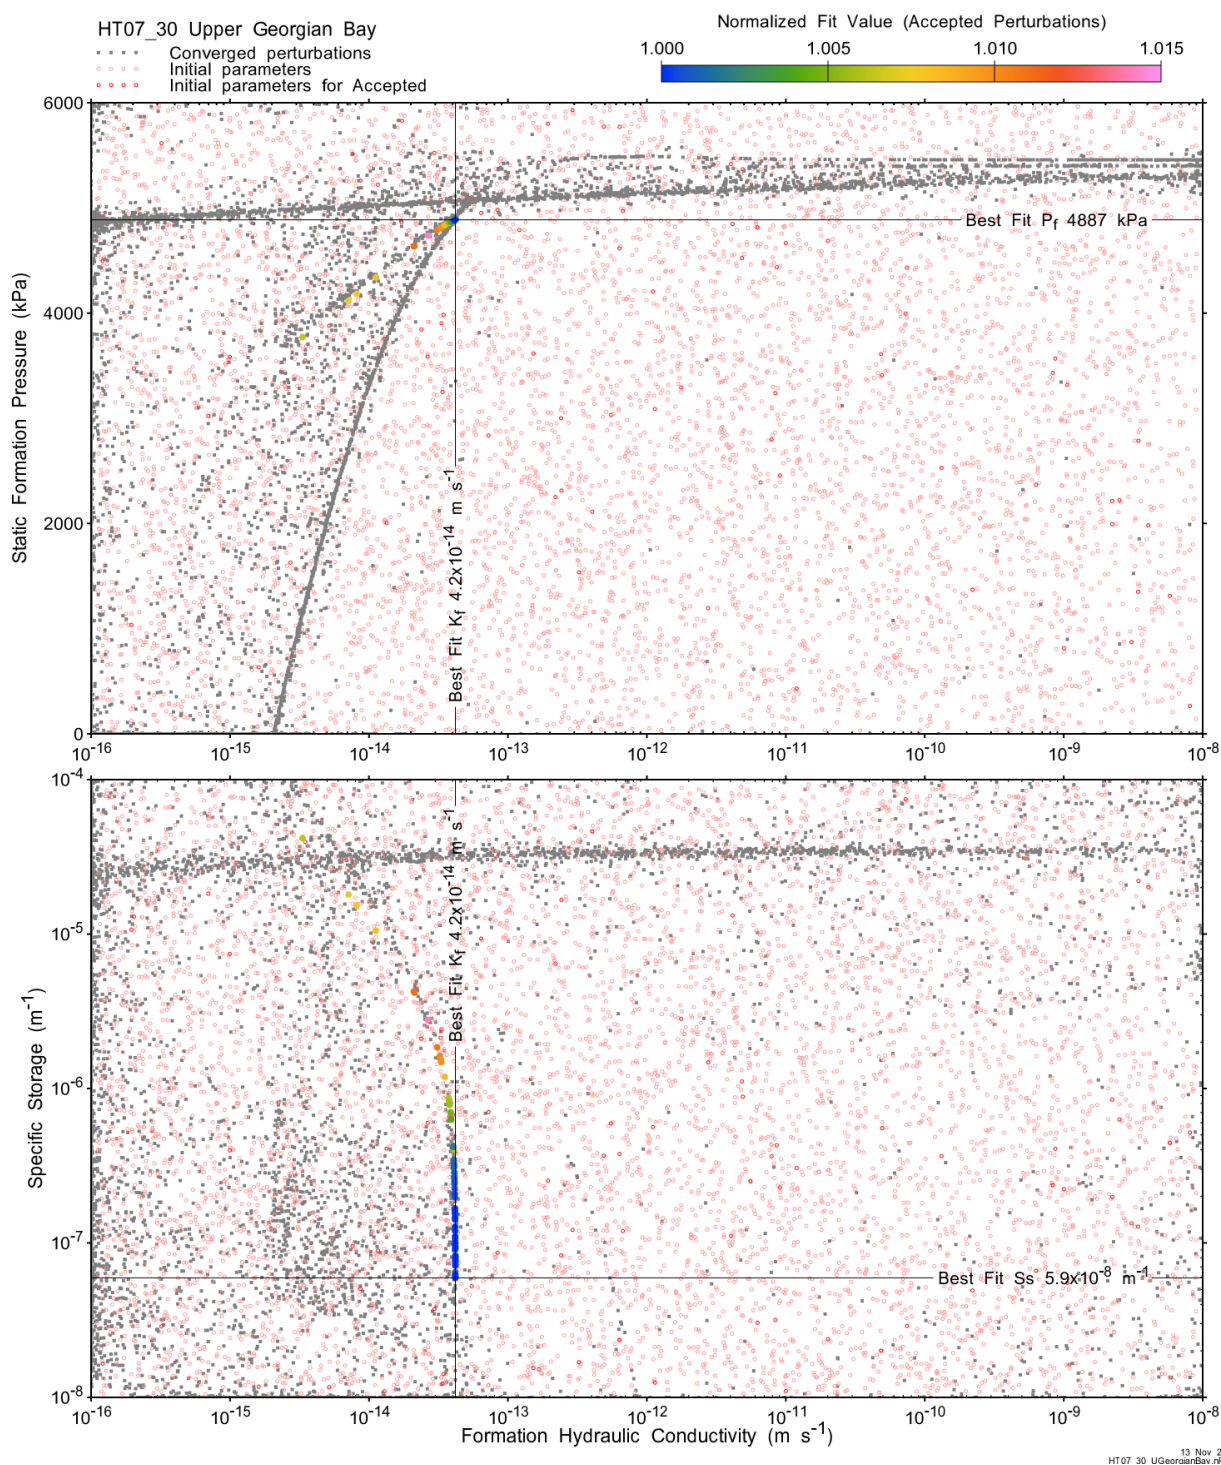 HT07_30 Upper Georgian Bay
Converged perturbations
Initial parameters
Initial parameters for Accepted
Normalized Fit Value (Accepted Perturbations)
1.000 1.005 1.010 1.015
Static Formation Pressure (kPa)
6000
4000
2000
0
Best Fit Pf 4887 kPa
Best Fit Kf 4.2x10-14 m s-1
10-16 10-15 10-14 10-13 10-12 10-11 10-10 10-9 10-8
Specific Storage (m-1)
10-4
10-5
10-6
10-7
10-8
Best Fit Kf 4.2x10-14 m s-1
Best Fit Ss 5.9x10-8 m-1
10-16 10-15 10-14 10-13 10-12 10-11 10-10 10-9 10-8
Formation Hydraulic Conductivity (m s-1)
13 Nov